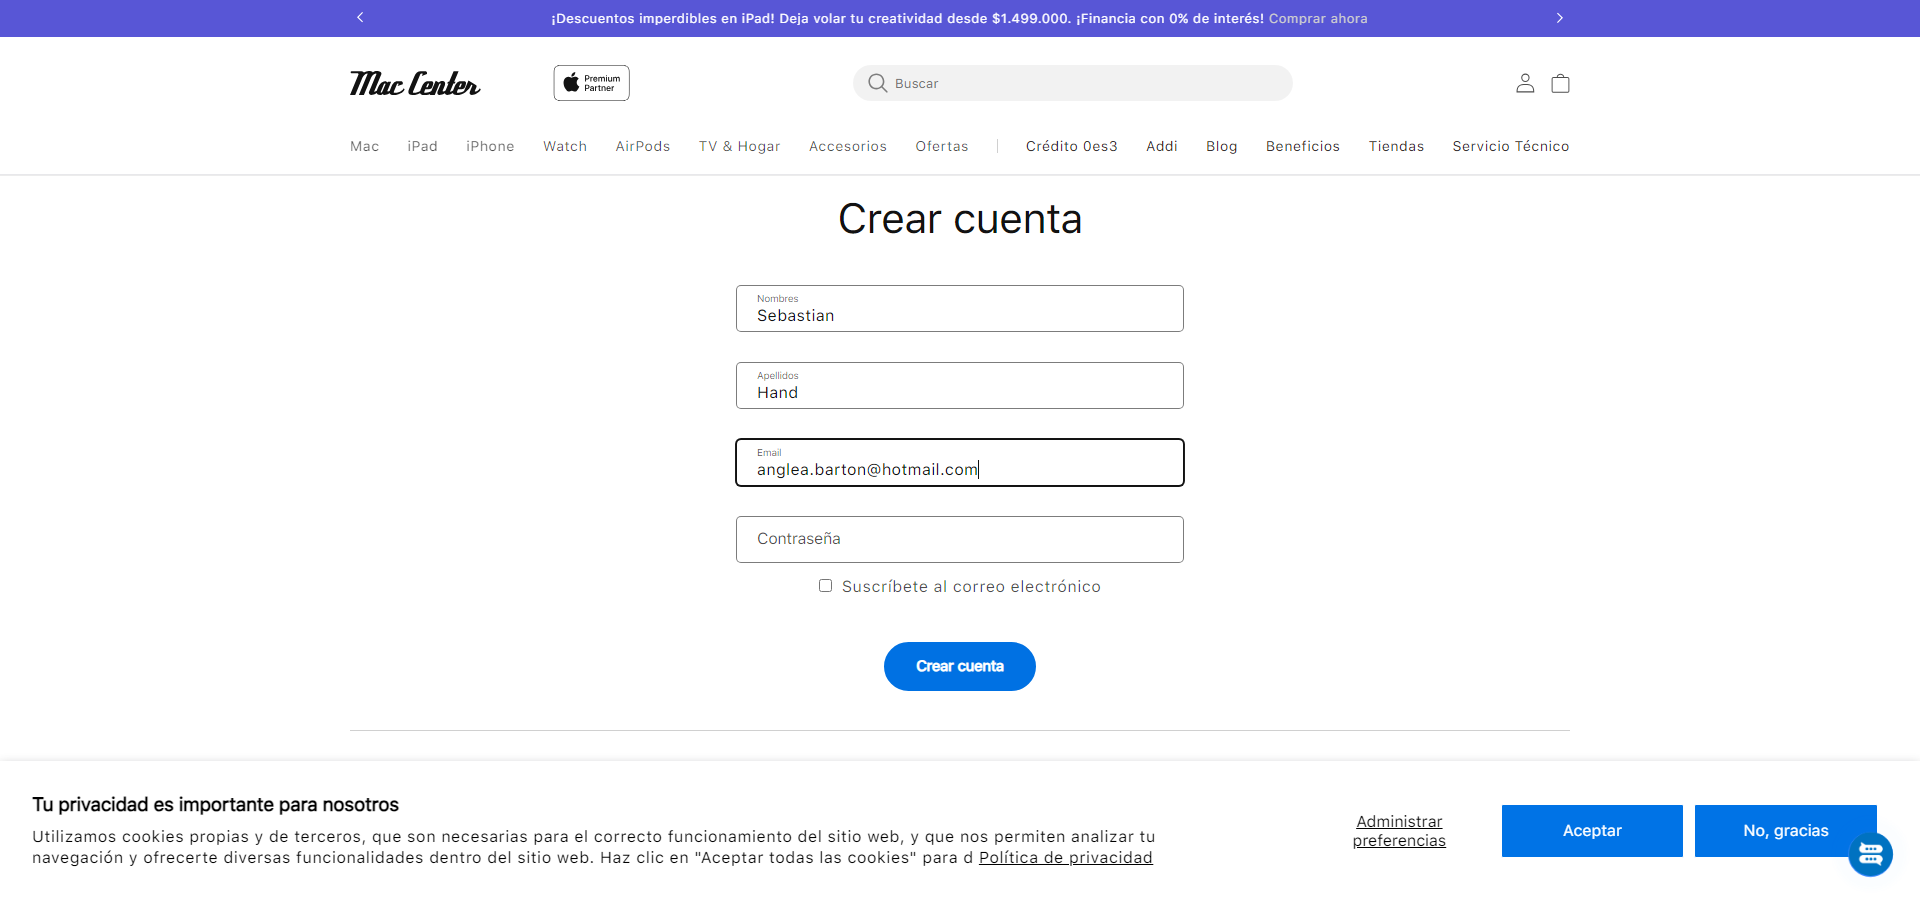 ¡Descuentos imperdibles en iPad! Deja volar tu creatividad desde $1.499.000. ¡Financia con 0% de interés! Comprar ahora
Mac Center
Premium
Partner
Buscar
Mac iPad iPhone Watch AirPods TV & Hogar Accesorios Ofertas Crédito 0es3 Addi Blog Beneficios Tiendas Servicio Técnico
Crear cuenta
Nombres
Sebastian
Apellidos
Hand
Email
anglea.barton@hotmail.com
Contraseña
Suscríbete al correo electrónico
Crear cuenta
Tu privacidad es importante para nosotros
Utilizamos cookies propias y de terceros, que son necesarias para el correcto funcionamiento del sitio web, y que nos permiten analizar tu
navegación y ofrecerte diversas funcionalidades dentro del sitio web. Haz clic en "Aceptar todas las cookies" para d Política de privacidad
Administrar
preferencias
Aceptar
No, gracias